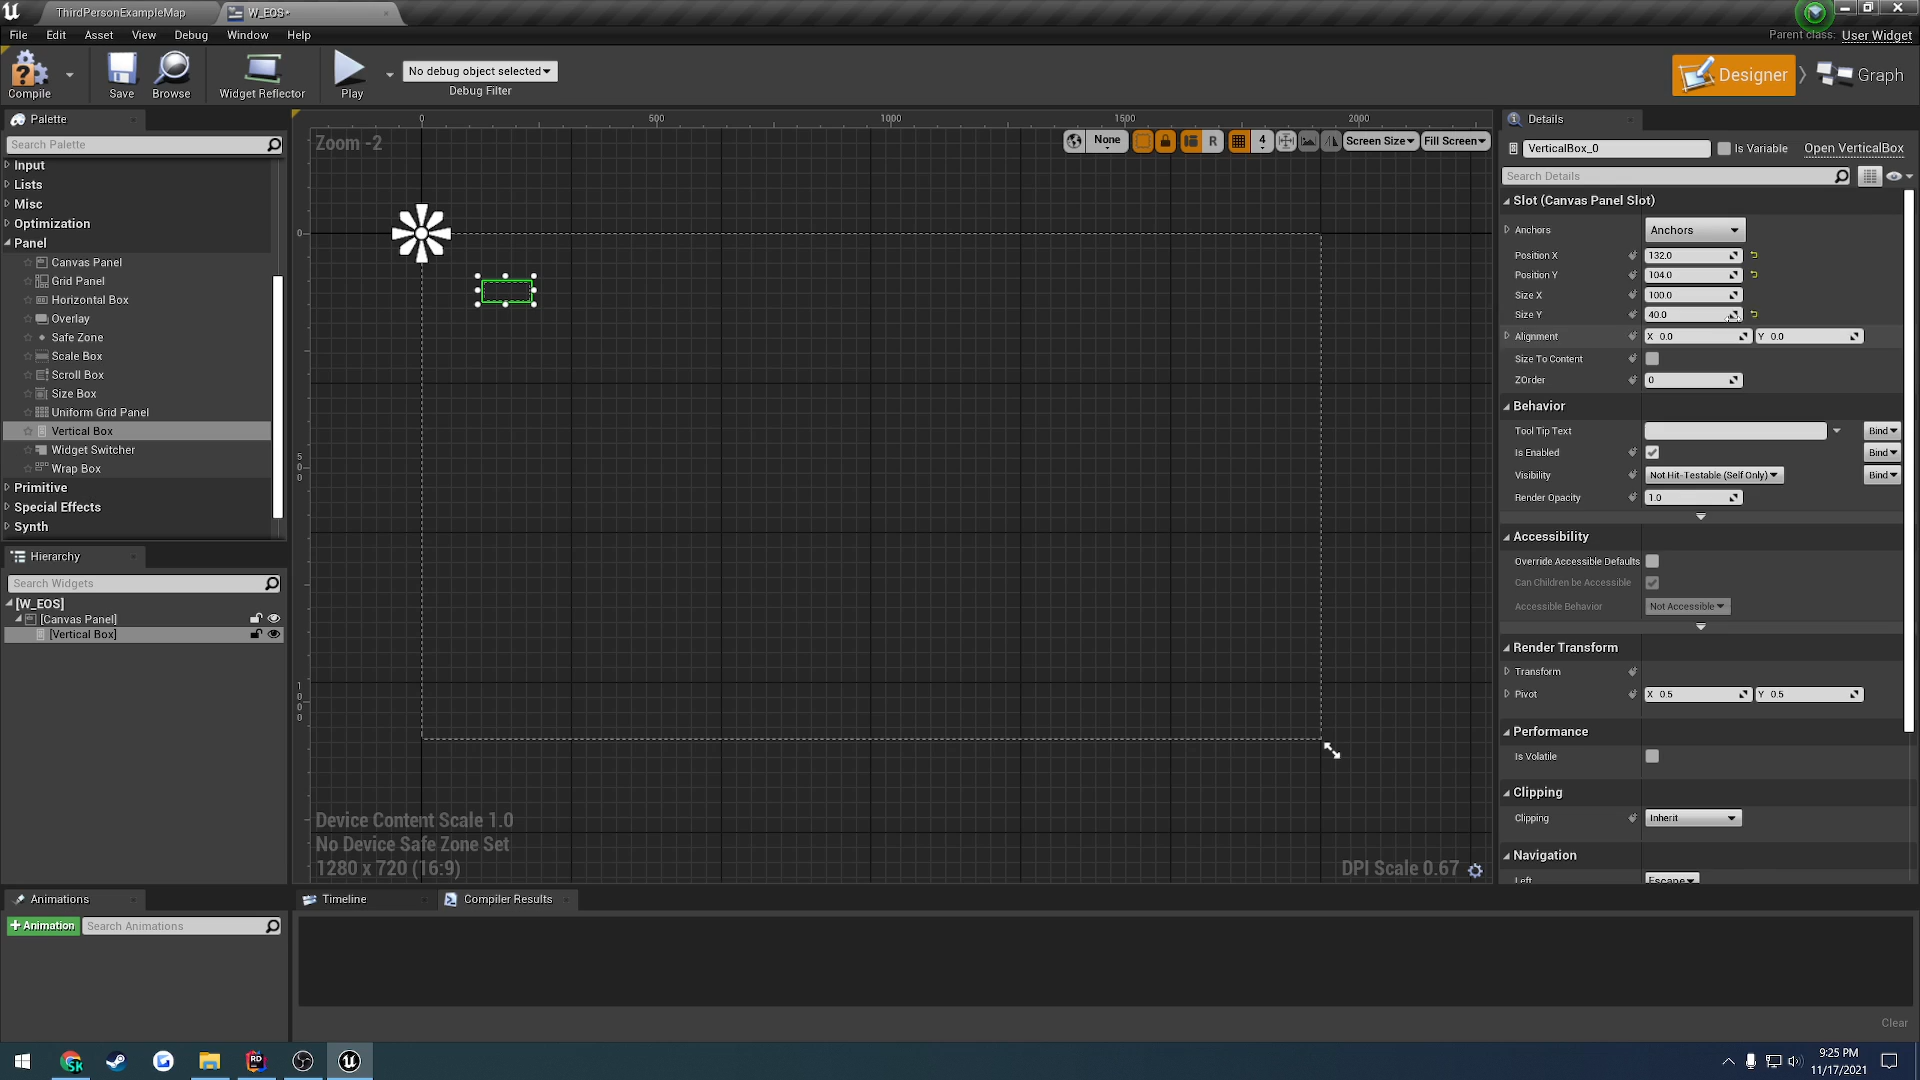 ThirdPersonExampleMap
W_EOS*
File Edit Asset View Debug Window Help
Parent class: User Widget
Compile
Save
Browse
Widget Reflector
Play
No debug object selected
Debug Filter
Designer
Graph
Palette
Search Palette
Input
Lists
Misc
Optimization
Panel
Canvas Panel
Grid Panel
Horizontal Box
Overlay
Safe Zone
Scale Box
Scroll Box
Size Box
Uniform Grid Panel
Vertical Box
Widget Switcher
Wrap Box
Primitive
Special Effects
Synth
Hierarchy
Search Widgets
[W_EOS]
[Canvas Panel]
[Vertical Box]
Animations
+Animation
Search Animations
0 500 1000 1500 2000
Zoom -2
None
R
4
Screen Size
Fill Screen
0
500
1000
Device Content Scale 1.0
No Device Safe Zone Set
1280 x 720 (16:9)
DPI Scale 0.67
Timeline
Compiler Results
Clear
Details
VerticalBox_0
Is Variable
Open VerticalBox
Search Details
Slot (Canvas Panel Slot)
Anchors Anchors
Position X 132.0
Position Y 104.0
Size X 100.0
Size Y 40.0
Alignment X 0.0 Y 0.0
Size To Content
ZOrder 0
Behavior
Tool Tip Text Bind
Is Enabled Bind
Visibility Not Hit-Testable (Self Only) Bind
Render Opacity 1.0
Accessibility
Override Accessible Defaults
Can Children be Accessible
Accessible Behavior Not Accessible
Render Transform
Transform
Pivot X 0.5 Y 0.5
Performance
Is Volatile
Clipping
Clipping Inherit
Navigation
Left Escape
9:25 PM
11/17/2021